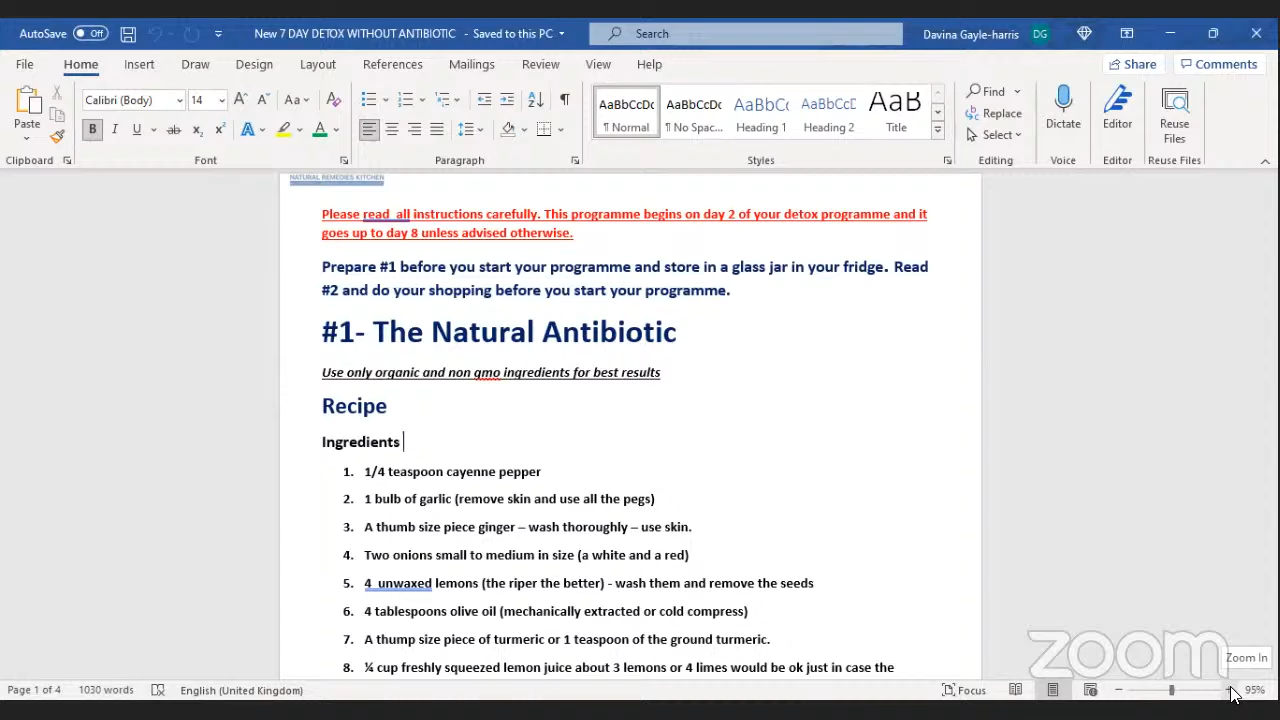 AutoSave Off New 7 DAY DETOX WITHOUT ANTIBIOTIC - Saved to this PC Search Davina Gayle-harris DG
File Home Insert Draw Design Layout References Mailings Review View Help Share Comments
Paste Calibri (Body) 14 AaBbCcDc AaBbCcDc AaBbCc AaBbCcD AaB Find Replace Select Dictate Editor Reuse Files
¶ Normal ¶ No Spac... Heading 1 Heading 2 Title
Clipboard Font Paragraph Styles Editing Voice Editor Reuse Files
NATURAL REMEDIES KITCHEN
Please read all instructions carefully. This programme begins on day 2 of your detox programme and it
goes up to day 8 unless advised otherwise.
Prepare #1 before you start your programme and store in a glass jar in your fridge. Read
#2 and do your shopping before you start your programme.
#1- The Natural Antibiotic
Use only organic and non gmo ingredients for best results
Recipe
Ingredients
1. 1/4 teaspoon cayenne pepper
2. 1 bulb of garlic (remove skin and use all the pegs)
3. A thumb size piece ginger – wash thoroughly – use skin.
4. Two onions small to medium in size (a white and a red)
5. 4 unwaxed lemons (the riper the better) - wash them and remove the seeds
6. 4 tablespoons olive oil (mechanically extracted or cold compress)
7. A thump size piece of turmeric or 1 teaspoon of the ground turmeric.
8. ¼ cup freshly squeezed lemon juice about 3 lemons or 4 limes would be ok just in case the
zoom
Zoom In
Page 1 of 4 1030 words English (United Kingdom) Focus 95%